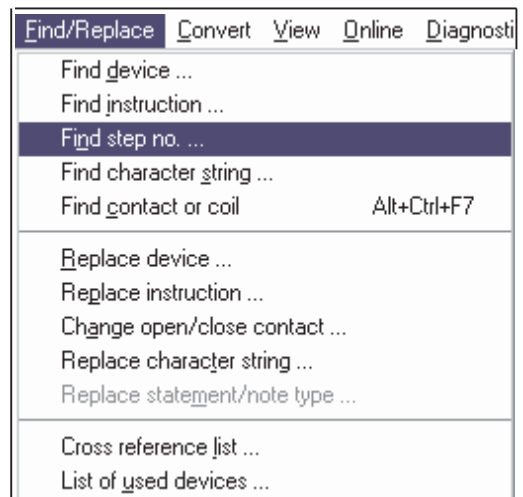 Find/Replace Convert View Online Diagnosti
Find device ...
Find instruction ...
Find step no. ...
Find character string ...
Find contact or coil Alt+Ctrl+F7
Replace device ...
Replace instruction ...
Change open/close contact ...
Replace character string ...
Replace statement/note type ...
Cross reference list ...
List of used devices ...